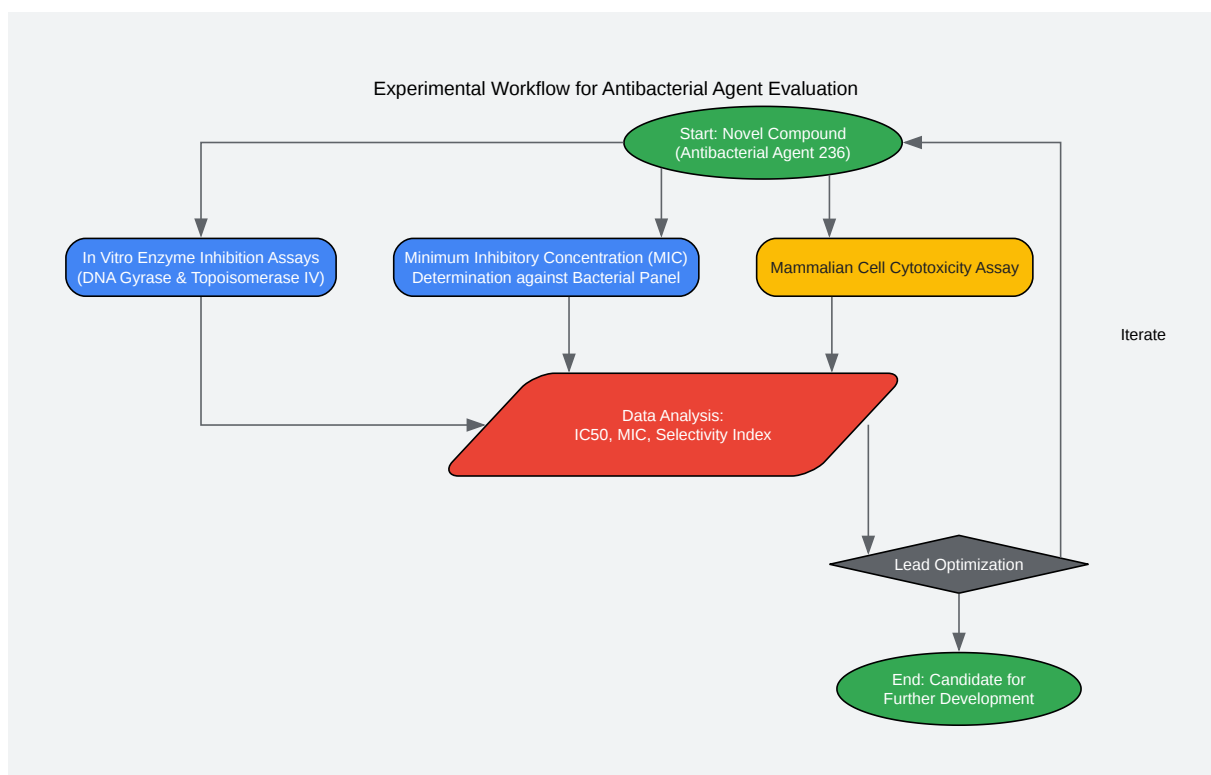 Experimental Workflow for Antibacterial Agent Evaluation
Start: Novel Compound
(Antibacterial Agent 236)
In Vitro Enzyme Inhibition Assays
(DNA Gyrase & Topoisomerase IV)
Minimum Inhibitory Concentration (MIC)
Determination against Bacterial Panel
Mammalian Cell Cytotoxicity Assay
Iterate
Data Analysis:
IC50, MIC, Selectivity Index
Lead Optimization
End: Candidate for
Further Development